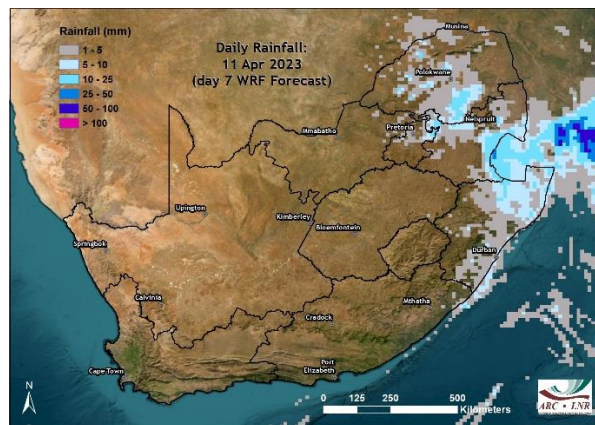 Rainfall (mm)
1 - 5
5 - 10
10 - 25
25 - 50
50 - 100
> 100
Daily Rainfall:
11 Apr 2023
(day 7 WRF Forecast)
Musina
Polokwane
Nelspruit
Pretoria
Mmabatho
Upington
Kimberley
Bloemfontein
Springbok
Durban
Calvinia
Mthatha
Cradock
Cape Town
Port
Elizabeth
N
0 125 250 500
Kilometers
ARC • LNR